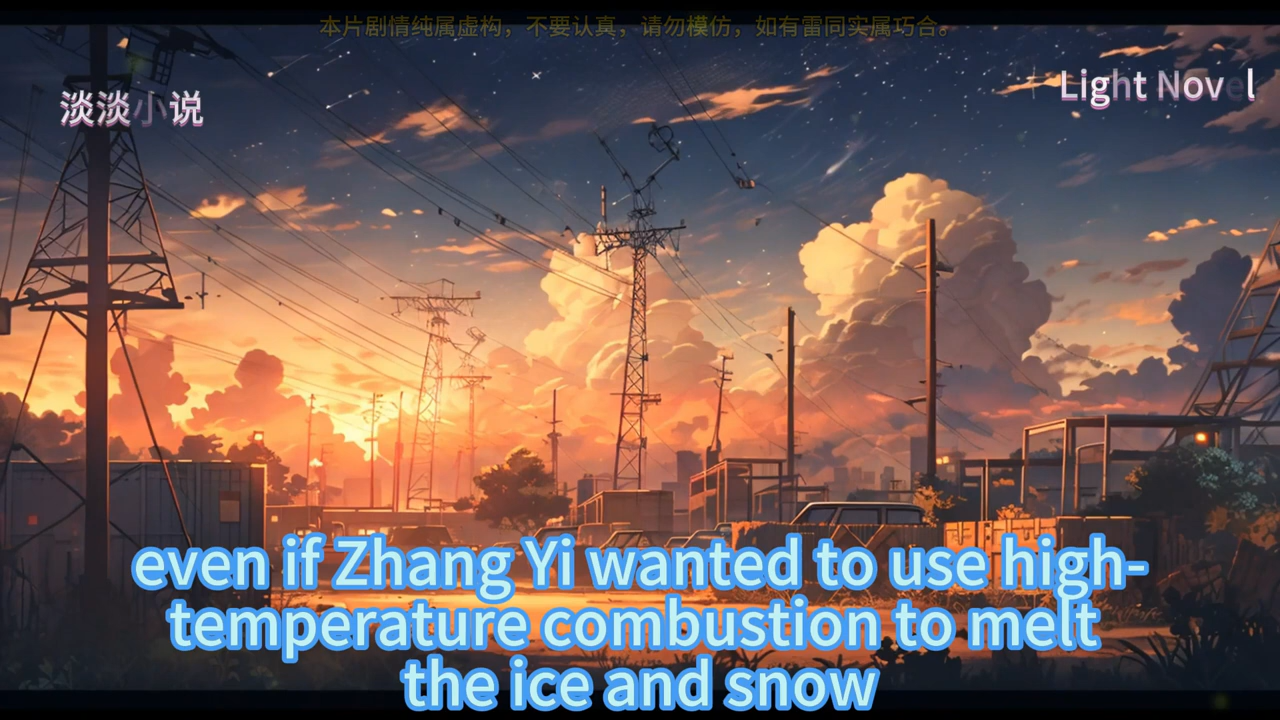 本片剧情纯属虚构，不要认真，请勿模仿，如有雷同实属巧合。
淡淡小说
Light Novel
even if Zhang Yi wanted to use high-
temperature combustion to melt
the ice and snow